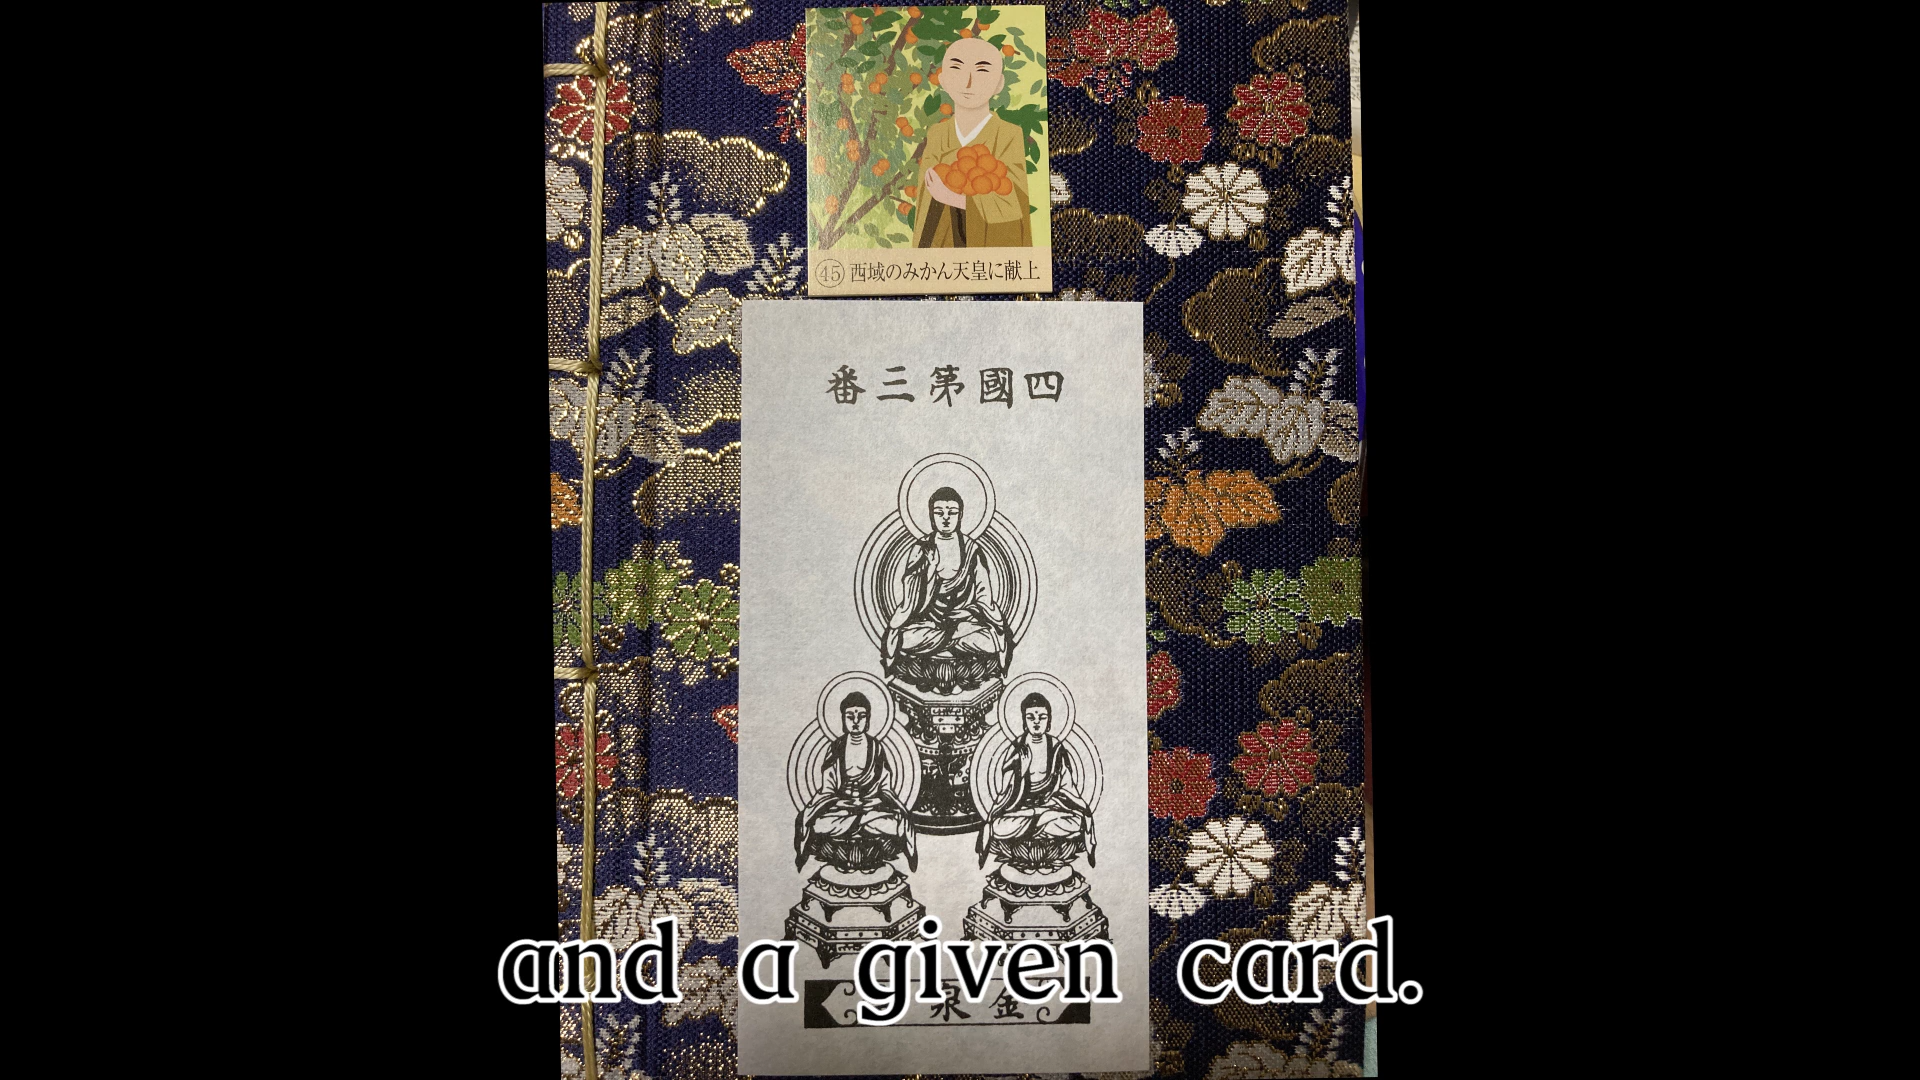 ㊺西域のみかん天皇に献上
四國第三番
金泉
and a given card.